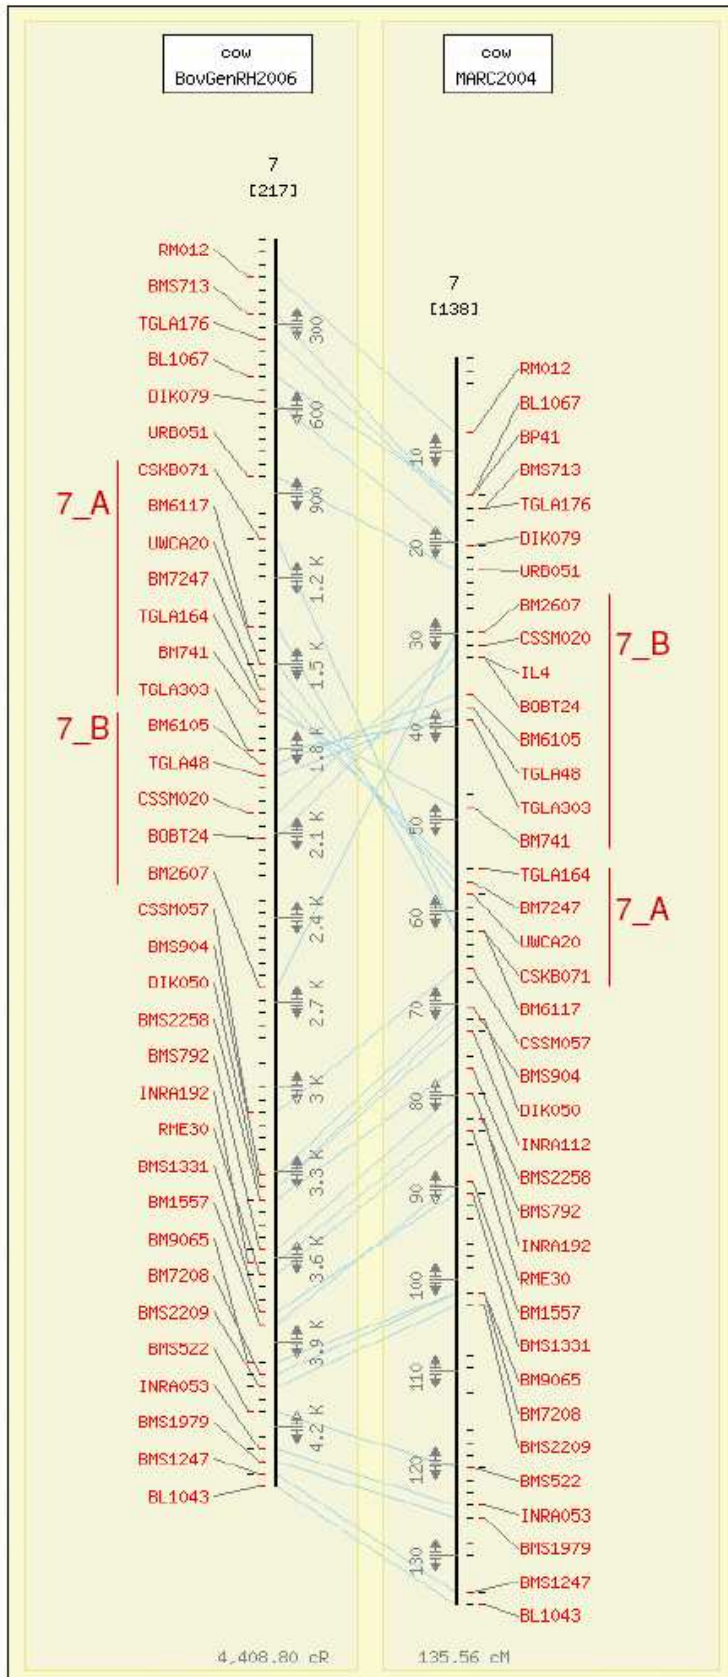 cow
BovGenRH2006
7
[217]
RM012
BMS713
TGLA176
BL1067
DIK079
URB051
CSKB071
BM6117
UWCA20
BM7247
TGLA164
BM741
TGLA303
BM6105
TGLA48
CSSM020
BOBT24
BM2607
CSSM057
BMS904
DIK050
BMS2258
BMS792
INRA192
RME30
BMS1331
BM1557
BM9065
BM7208
BMS2209
BMS522
INRA053
BMS1979
BMS1247
BL1043
7_A
7_B
300
600
900
1.2 K
1.5 K
1.8 K
2.1 K
2.4 K
2.7 K
3 K
3.3 K
3.6 K
3.9 K
4.2 K
4,408.80 cR
cow
MARC2004
7
[138]
10
20
30
40
50
60
70
80
90
100
110
120
130
RM012
BL1067
BP41
BMS713
TGLA176
DIK079
URB051
BM2607
CSSM020
IL4
BOBT24
BM6105
TGLA48
TGLA303
BM741
TGLA164
BM7247
UWCA20
CSKB071
BM6117
CSSM057
BMS904
DIK050
INRA112
BMS2258
BMS792
INRA192
RME30
BM1557
BMS1331
BM9065
BM7208
BMS2209
BMS522
INRA053
BMS1979
BMS1247
BL1043
7_B
7_A
135.56 cM